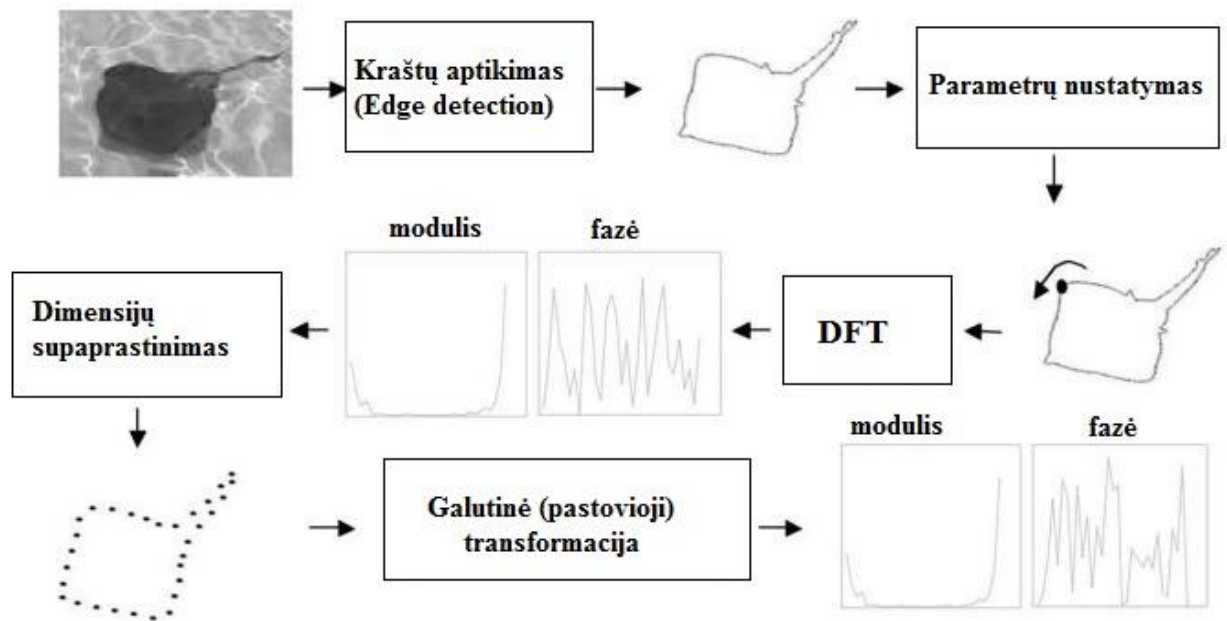 Kraštų aptikimas
(Edge detection)
Parametrų nustatymas
modulis
fazė
DFT
Dimensijų
supaprastinimas
modulis
fazė
Galutinė (pastovioji)
transformacija